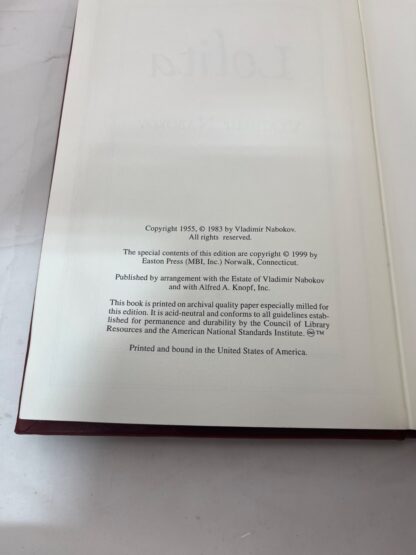 Lolita
Vladimir Nabokov
Copyright 1955, © 1983 by Vladimir Nabokov.
All rights reserved.
The special contents of this edition are copyright © 1999 by
Easton Press (MBI, Inc.) Norwalk, Connecticut.
Published by arrangement with the Estate of Vladimir Nabokov
and with Alfred A. Knopf, Inc.
This book is printed on archival quality paper especially milled for
this edition. It is acid-neutral and conforms to all guidelines estab-
lished for permanence and durability by the Council of Library
Resources and the American National Standards Institute. ♾™
Printed and bound in the United States of America.